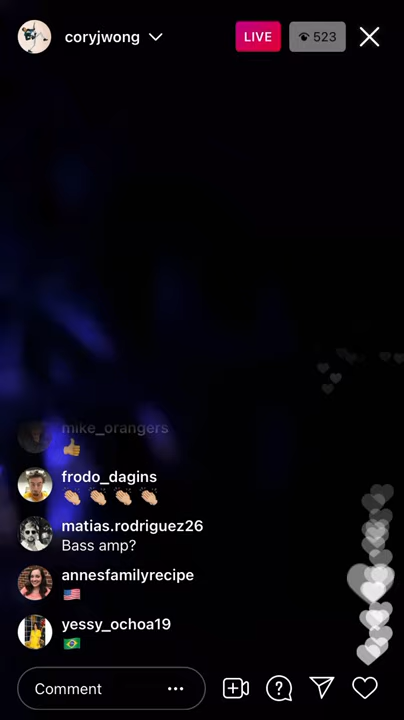 coryjwong
LIVE
523
mike_orangers
👍
frodo_dagins
👏🏼 👏🏼 👏🏼 👏🏼
matias.rodriguez26
Bass amp?
annesfamilyrecipe
🇺🇸
yessy_ochoa19
🇧🇷
Comment